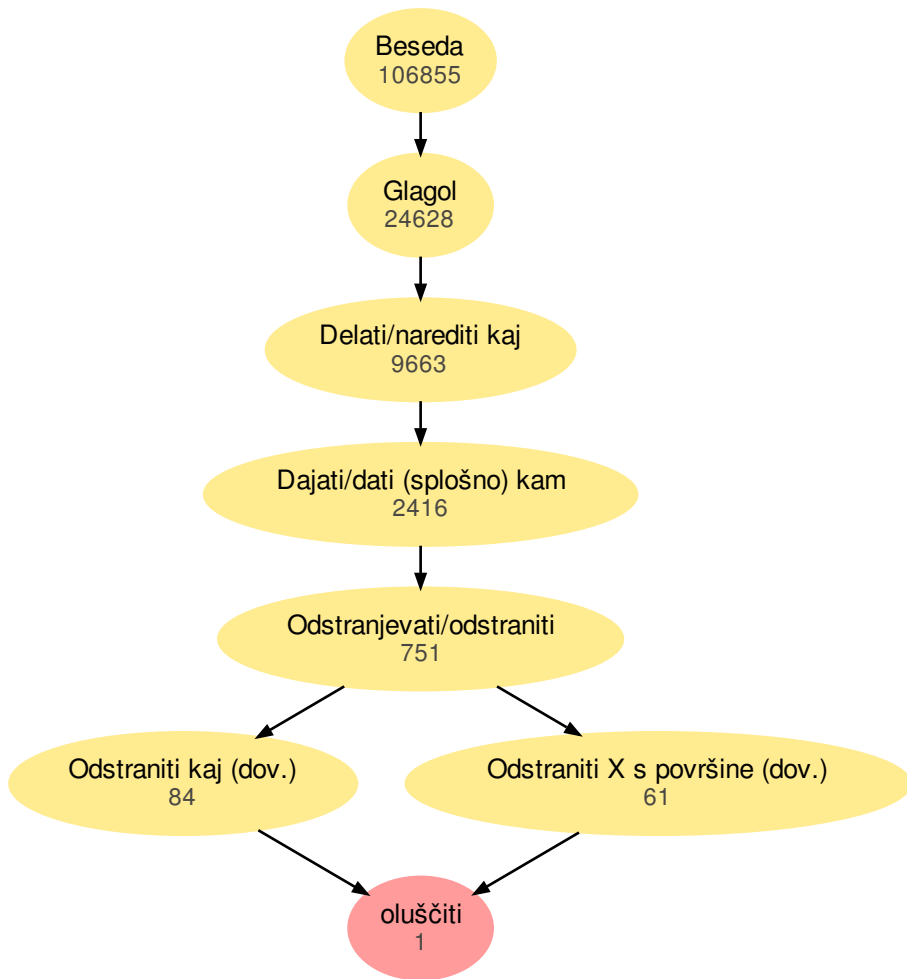 Beseda
106855
Glagol
24628
Delati/narediti kaj
9663
Dajati/dati (splošno) kam
2416
Odstranjevati/odstraniti
751
Odstraniti kaj (dov.)
84
Odstraniti X s površine (dov.)
61
oluščiti
1